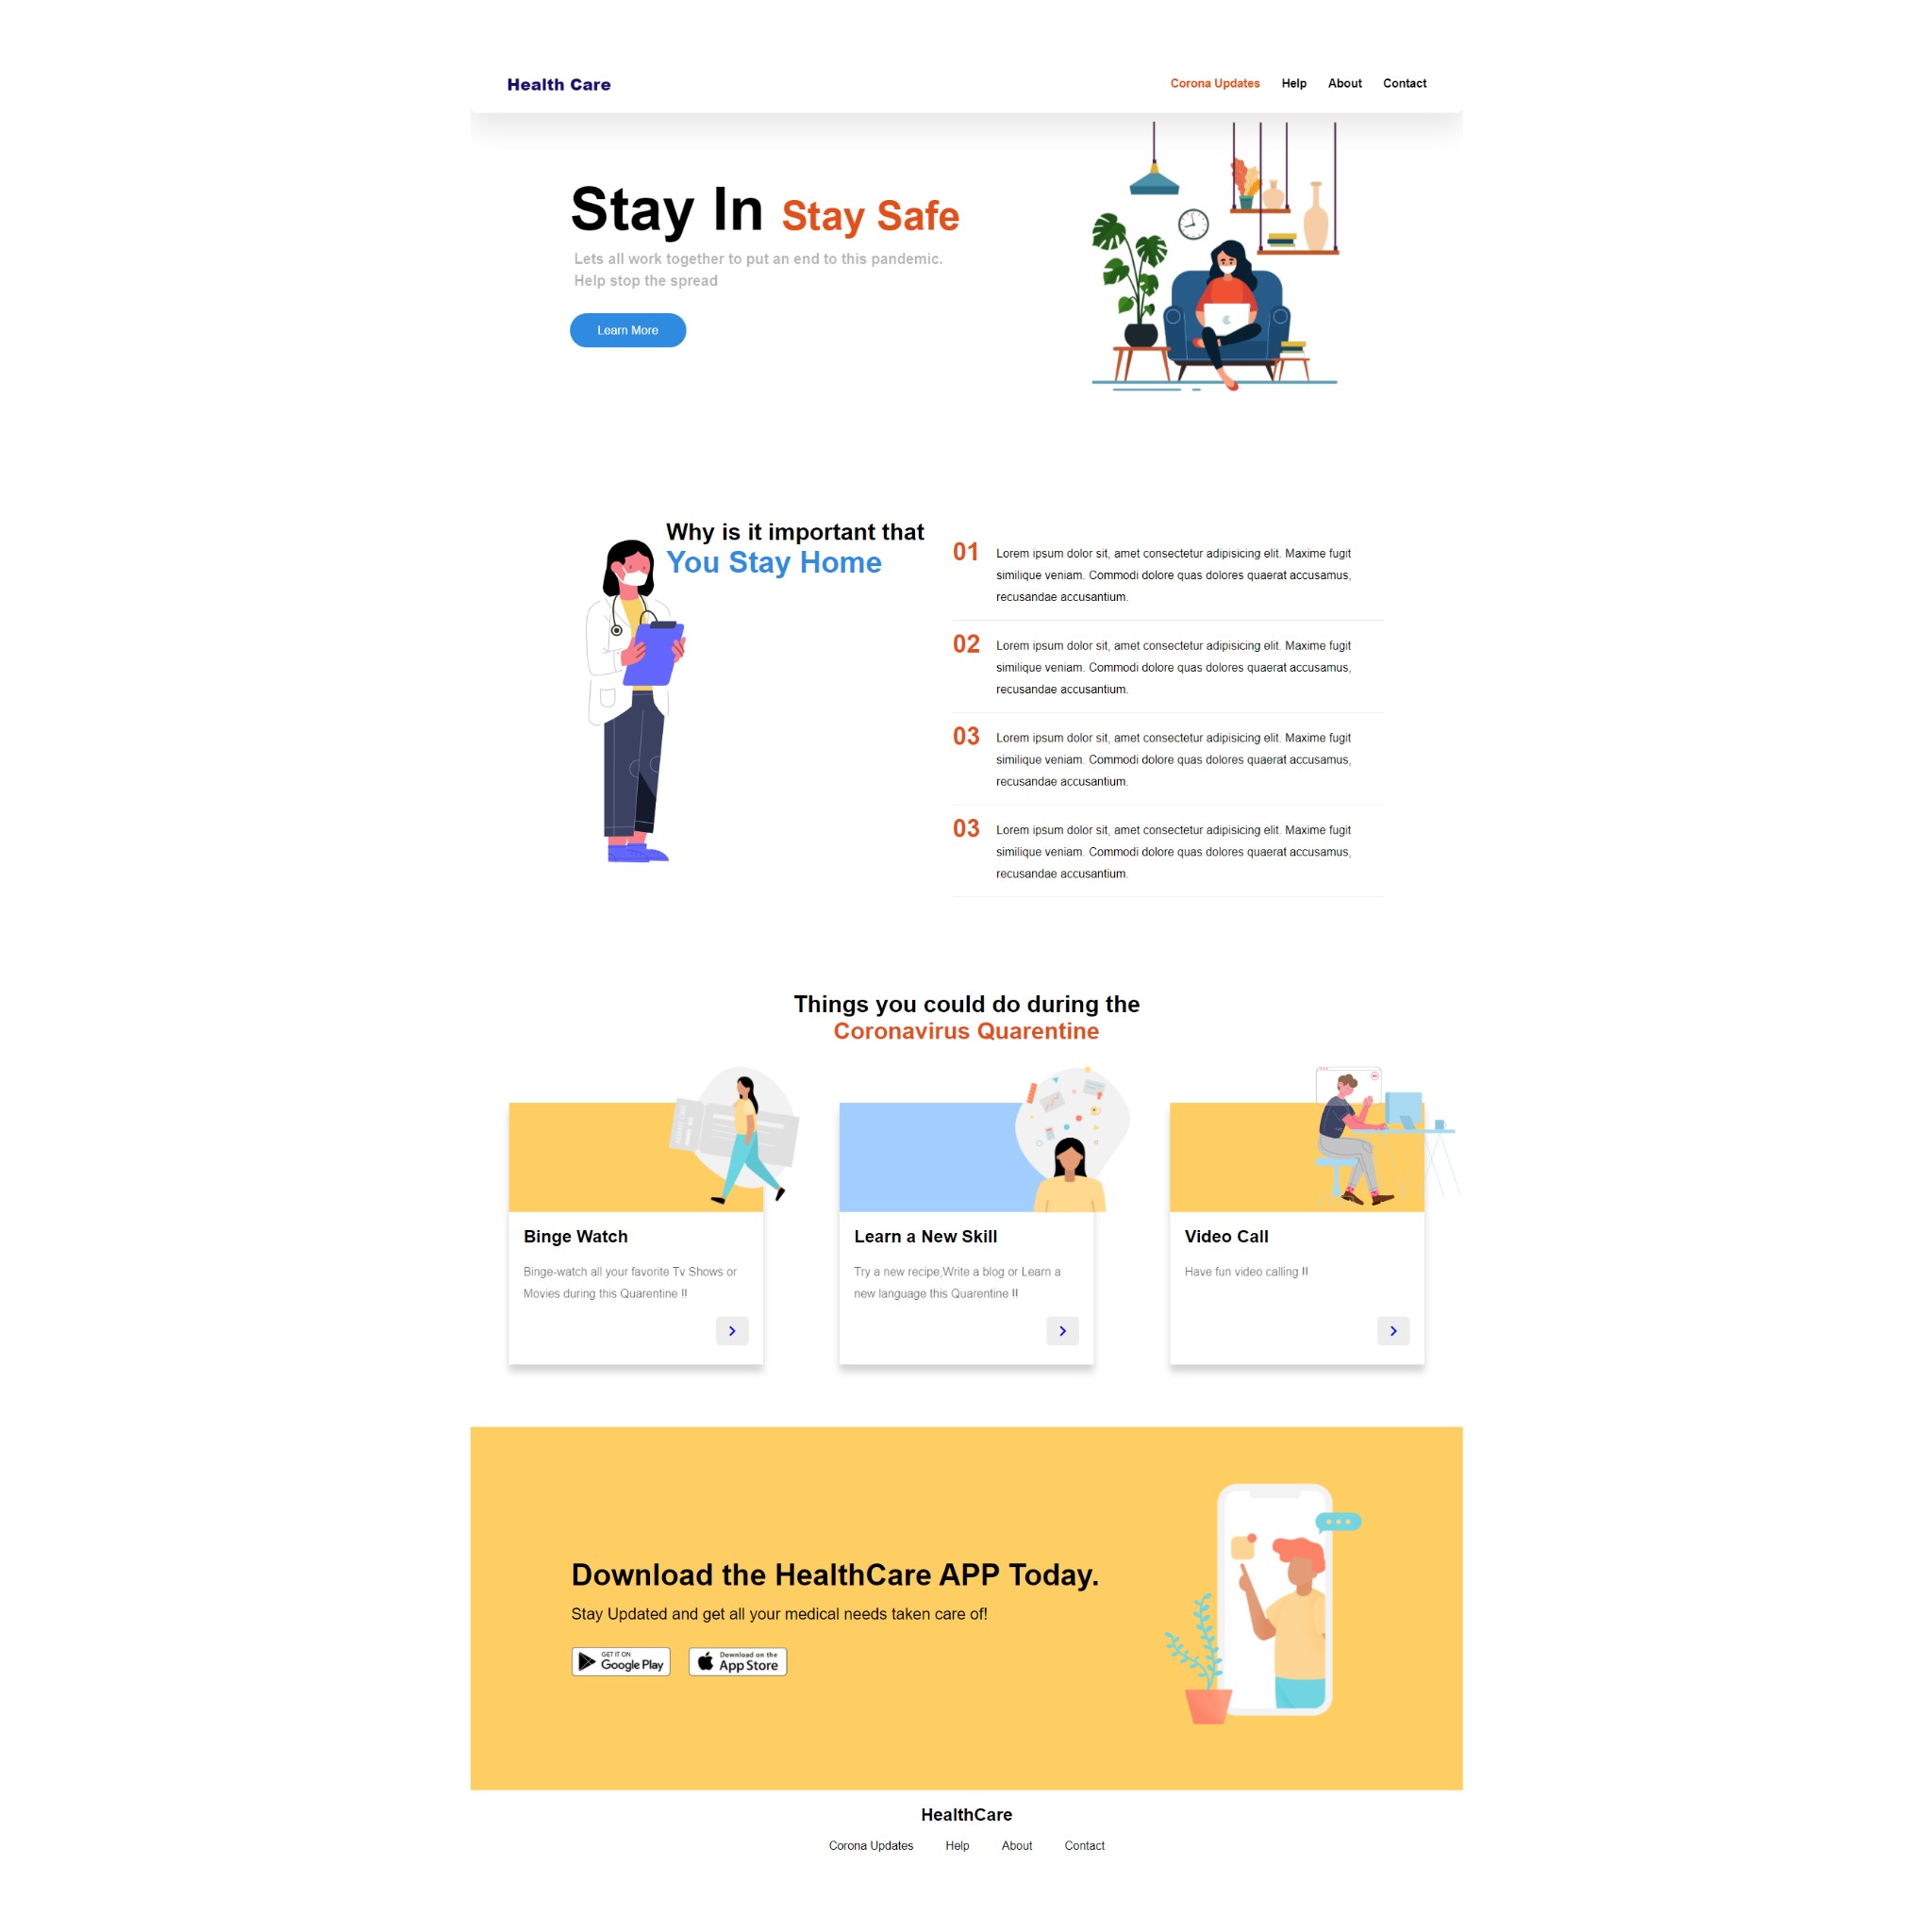 Health Care
Corona Updates Help About Contact
Stay In Stay Safe
Lets all work together to put an end to this pandemic.
Help stop the spread
Learn More
Why is it important that
You Stay Home
01 Lorem ipsum dolor sit, amet consectetur adipisicing elit. Maxime fugit
similique veniam. Commodi dolore quas dolores quaerat accusamus,
recusandae accusantium.
02 Lorem ipsum dolor sit, amet consectetur adipisicing elit. Maxime fugit
similique veniam. Commodi dolore quas dolores quaerat accusamus,
recusandae accusantium.
03 Lorem ipsum dolor sit, amet consectetur adipisicing elit. Maxime fugit
similique veniam. Commodi dolore quas dolores quaerat accusamus,
recusandae accusantium.
03 Lorem ipsum dolor sit, amet consectetur adipisicing elit. Maxime fugit
similique veniam. Commodi dolore quas dolores quaerat accusamus,
recusandae accusantium.
Things you could do during the
Coronavirus Quarentine
Binge Watch
Binge-watch all your favorite Tv Shows or
Movies during this Quarentine !!
Learn a New Skill
Try a new recipe,Write a blog or Learn a
new language this Quarentine !!
Video Call
Have fun video calling !!
Download the HealthCare APP Today.
Stay Updated and get all your medical needs taken care of!
GET IT ON
Google Play
Download on the
App Store
HealthCare
Corona Updates Help About Contact